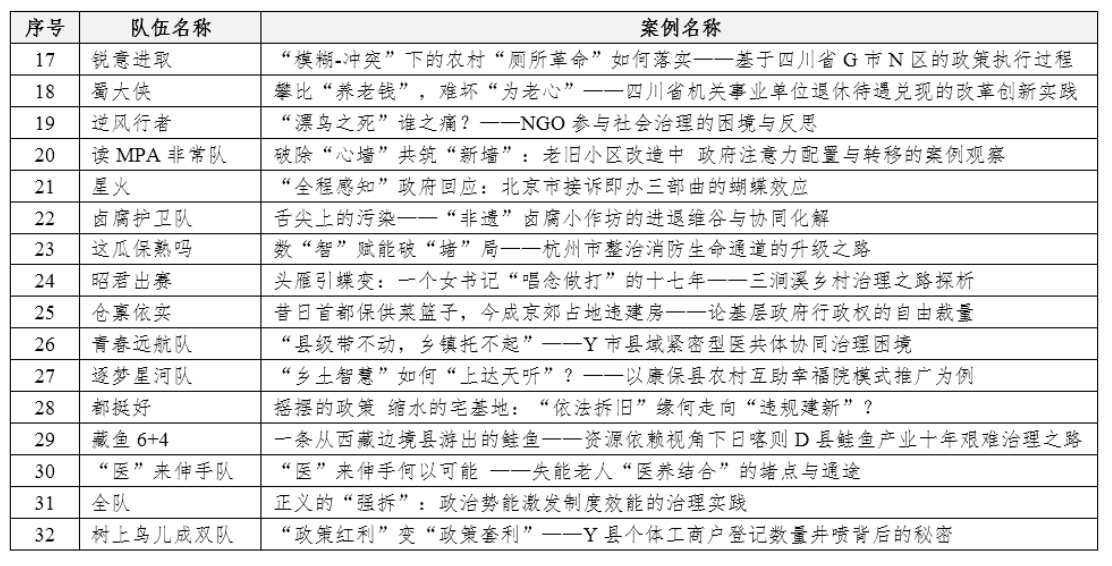 序号 队伍名称 案例名称
17 锐意进取 “模糊-冲突”下的农村“厕所革命”如何落实——基于四川省 G 市 N 区的政策执行过程
18 蜀大侠 攀比“养老钱”，难坏“为老心”——四川省机关事业单位退休待遇兑现的改革创新实践
19 逆风行者 “漂鸟之死”谁之痛？——NGO 参与社会治理的困境与反思
20 读 MPA 非常队 破除“心墙”共筑“新墙”：老旧小区改造中 政府注意力配置与转移的案例观察
21 星火 “全程感知”政府回应：北京市接诉即办三部曲的蝴蝶效应
22 卤腐护卫队 舌尖上的污染——“非遗”卤腐小作坊的进退维谷与协同化解
23 这瓜保熟吗 数“智”赋能破“堵”局——杭州市整治消防生命通道的升级之路
24 昭君出赛 头雁引蝶变：一个女书记“唱念做打”的十七年——三涧溪乡村治理之路探析
25 仓禀依实 昔日首都保供菜篮子，今成京郊占地违建房——论基层政府行政权的自由裁量
26 青春远航队 “县级带不动，乡镇托不起”——Y 市县域紧密型医共体协同治理困境
27 逐梦星河队 “乡土智慧”如何“上达天听”？——以康保县农村互助幸福院模式推广为例
28 都挺好 摇摆的政策 缩水的宅基地：“依法拆旧”缘何走向“违规建新”？
29 藏鱼 6+4 一条从西藏边境县游出的鲑鱼——资源依赖视角下日喀则 D 县鲑鱼产业十年艰难治理之路
30 “医”来伸手队 “医”来伸手何以可能 ——失能老人“医养结合”的堵点与通途
31 全队 正义的“强拆”：政治势能激发制度效能的治理实践
32 树上鸟儿成双队 “政策红利”变“政策套利”——Y 县个体工商户登记数量井喷背后的秘密